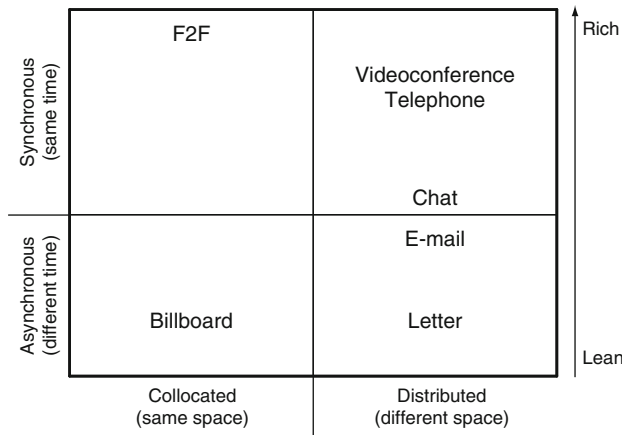 F2F
Rich
Videoconference
Telephone
Synchronous
(same time)
Chat
E-mail
Asynchronous
(different time)
Billboard
Letter
Lean
Collocated
(same space)
Distributed
(different space)